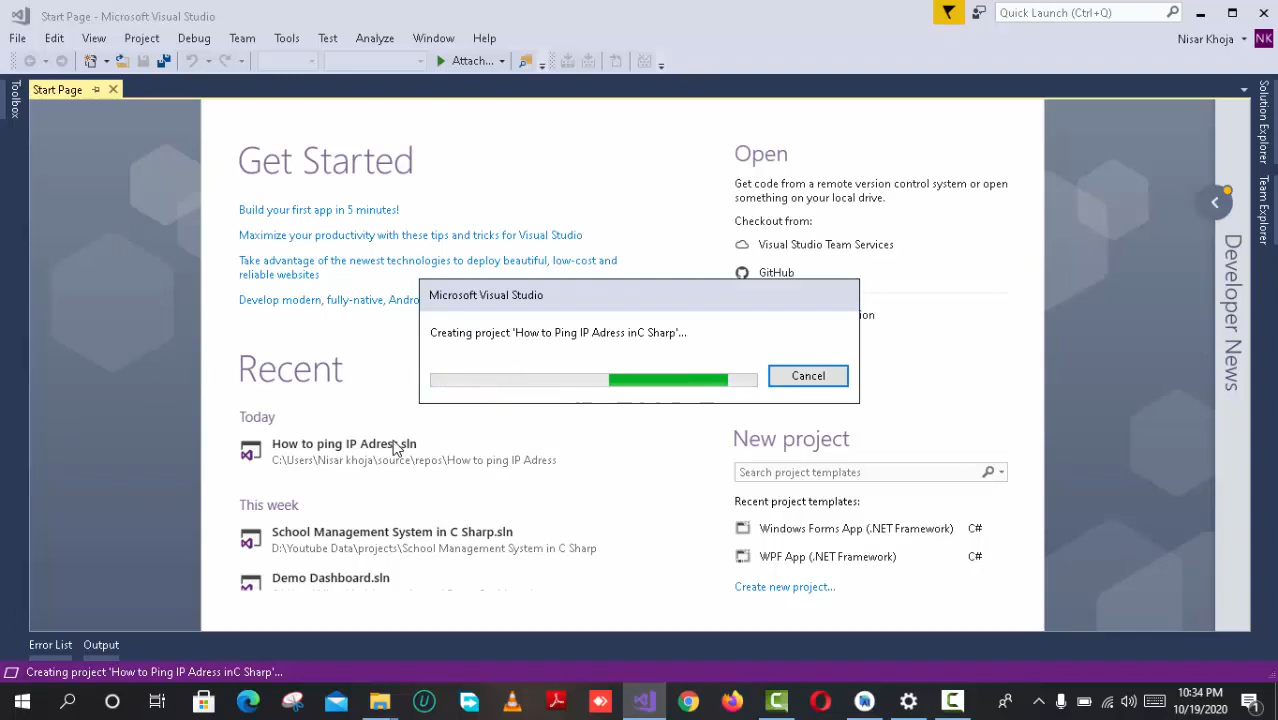 Start Page - Microsoft Visual Studio
Quick Launch (Ctrl+Q)
File Edit View Project Debug Team Tools Test Analyze Window Help
Nisar Khoja NK
Attach...
Toolbox
Start Page
Solution Explorer
Team Explorer
Developer News
Get Started
Build your first app in 5 minutes!
Maximize your productivity with these tips and tricks for Visual Studio
Take advantage of the newest technologies to deploy beautiful, low-cost and
reliable websites
Develop modern, fully-native, Andro
Recent
Today
How to ping IP Adress.sln
C:\Users\Nisar khoja\source\repos\How to ping IP Adress
This week
School Management System in C Sharp.sln
D:\Youtube Data\projects\School Management System in C Sharp
Demo Dashboard.sln
Open
Get code from a remote version control system or open
something on your local drive.
Checkout from:
Visual Studio Team Services
GitHub
ion
New project
Search project templates
Recent project templates:
Windows Forms App (.NET Framework) C#
WPF App (.NET Framework) C#
Create new project...
Microsoft Visual Studio
Creating project 'How to Ping IP Adress inC Sharp'...
Cancel
Error List Output
Creating project 'How to Ping IP Adress inC Sharp'...
10:34 PM
10/19/2020
1